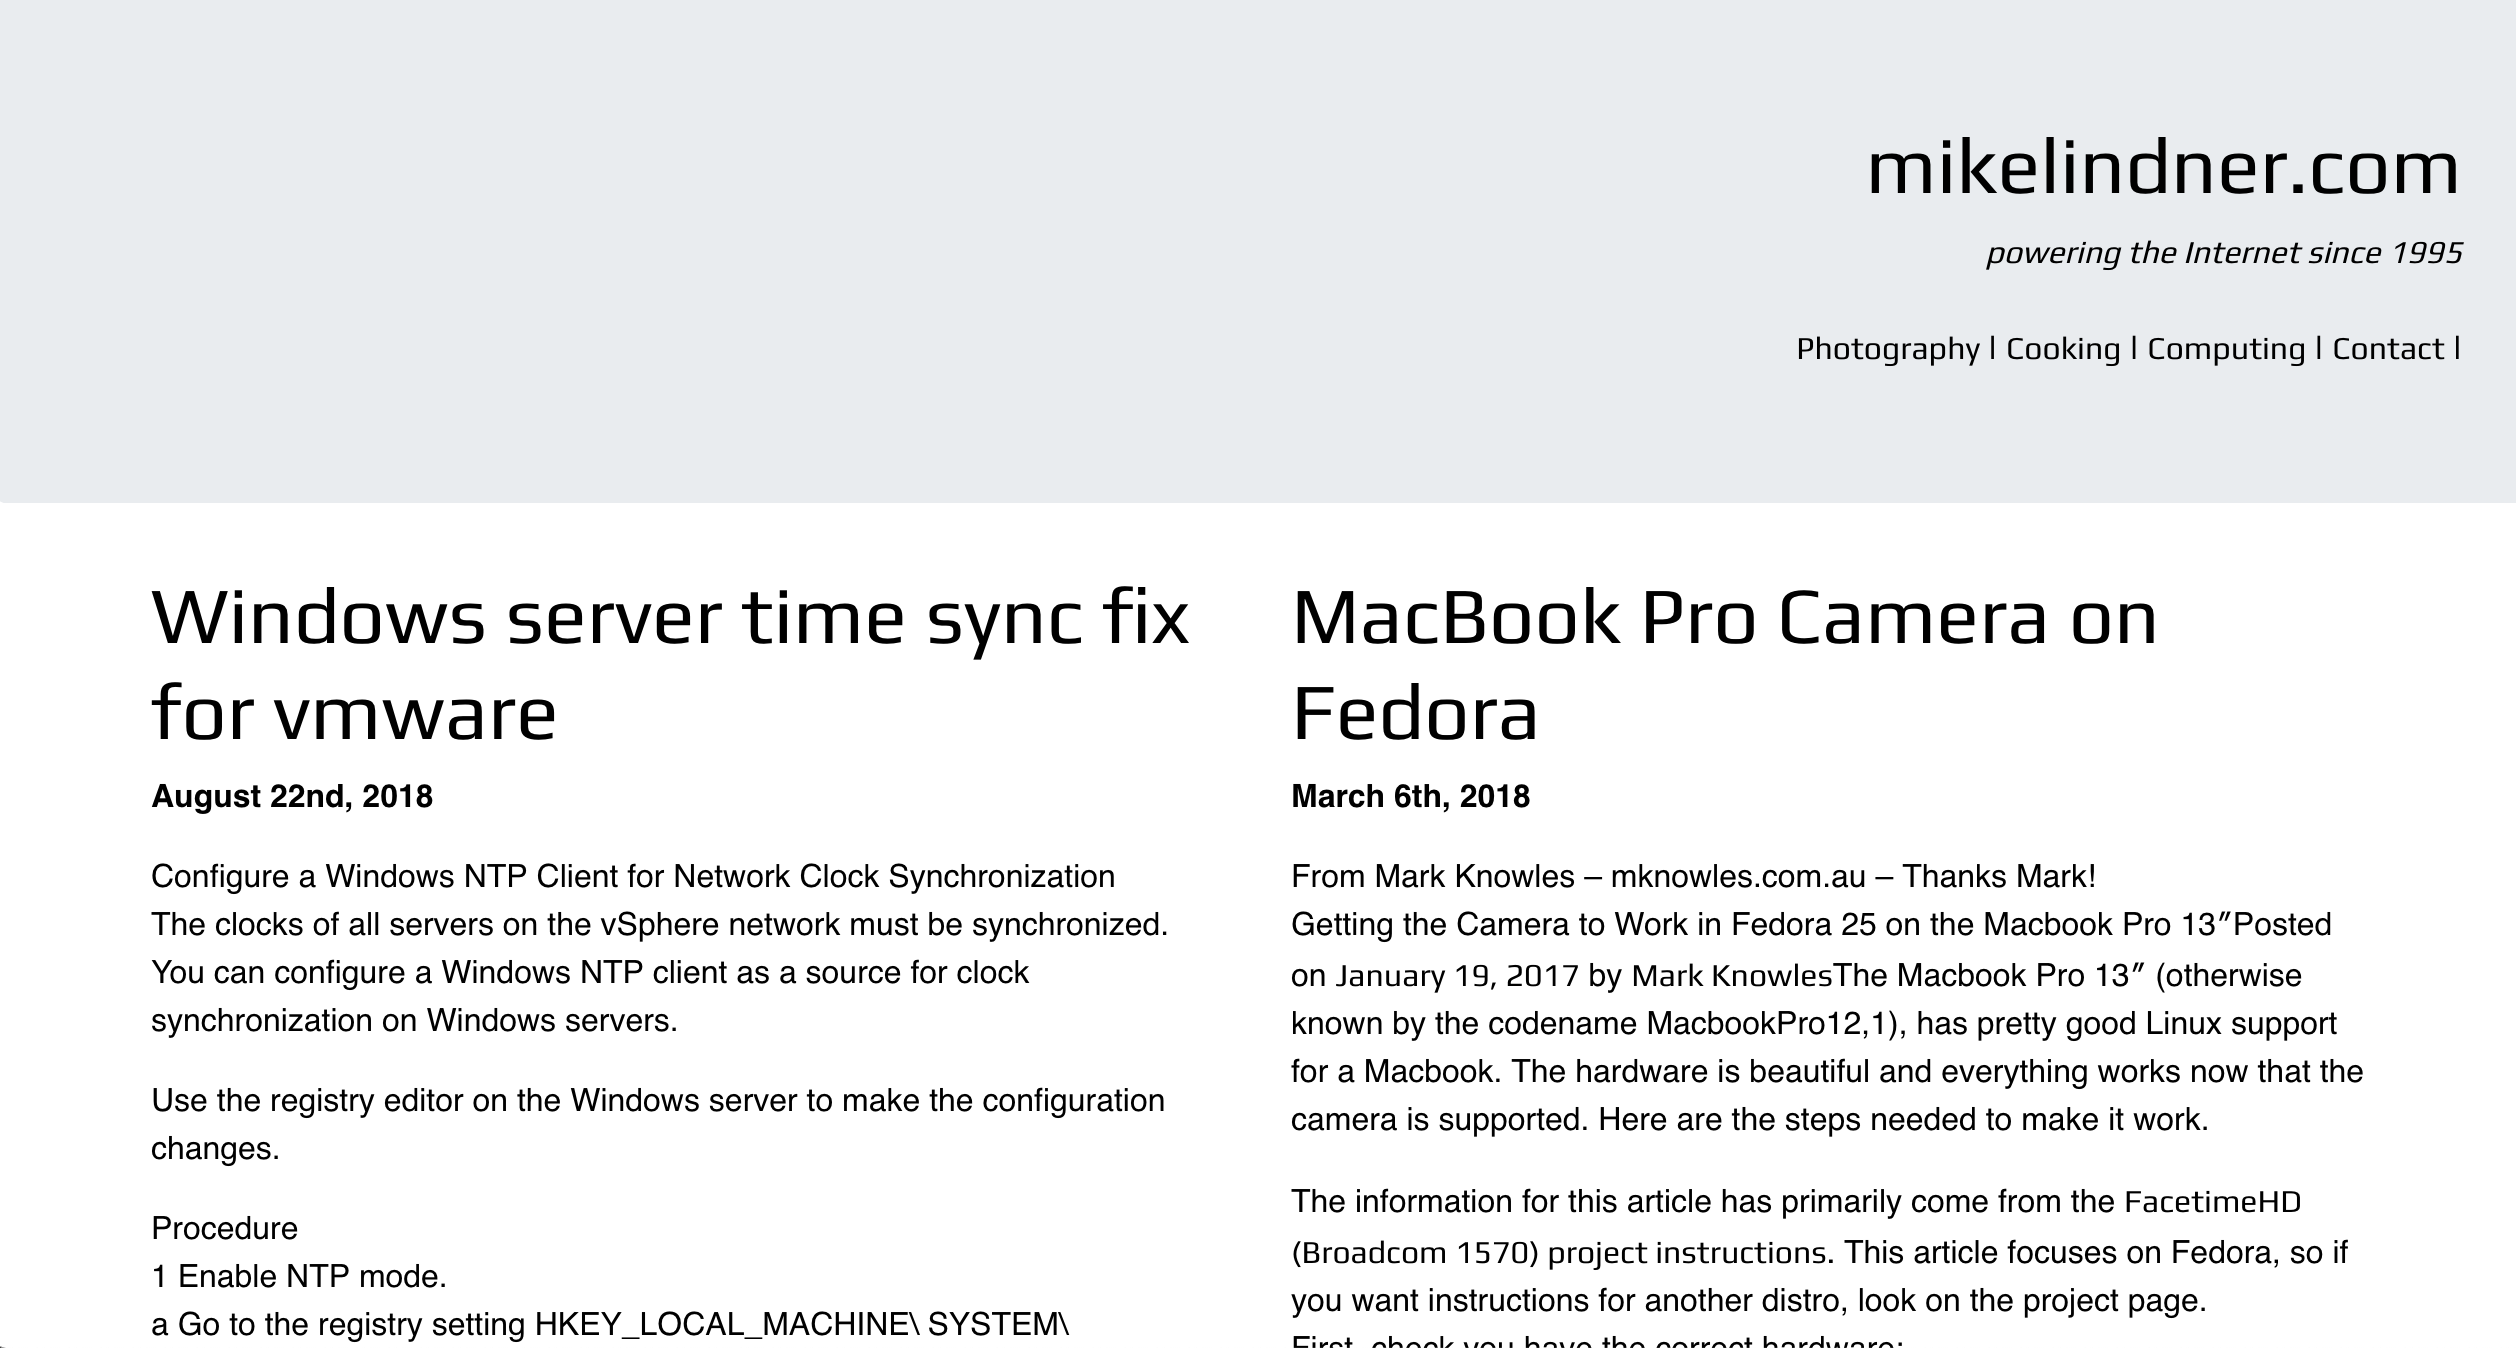 mikelindner.com
powering the Internet since 1995
Photography | Cooking | Computing | Contact |
Windows server time sync fix
for vmware
August 22nd, 2018
Configure a Windows NTP Client for Network Clock Synchronization
The clocks of all servers on the vSphere network must be synchronized.
You can configure a Windows NTP client as a source for clock
synchronization on Windows servers.
Use the registry editor on the Windows server to make the configuration
changes.
Procedure
1 Enable NTP mode.
a Go to the registry setting HKEY_LOCAL_MACHINE\ SYSTEM\
MacBook Pro Camera on
Fedora
March 6th, 2018
From Mark Knowles – mknowles.com.au – Thanks Mark!
Getting the Camera to Work in Fedora 25 on the Macbook Pro 13″Posted
on January 19, 2017 by Mark KnowlesThe Macbook Pro 13″ (otherwise
known by the codename MacbookPro12,1), has pretty good Linux support
for a Macbook. The hardware is beautiful and everything works now that the
camera is supported. Here are the steps needed to make it work.
The information for this article has primarily come from the FacetimeHD
(Broadcom 1570) project instructions. This article focuses on Fedora, so if
you want instructions for another distro, look on the project page.
First, check you have the correct hardware: